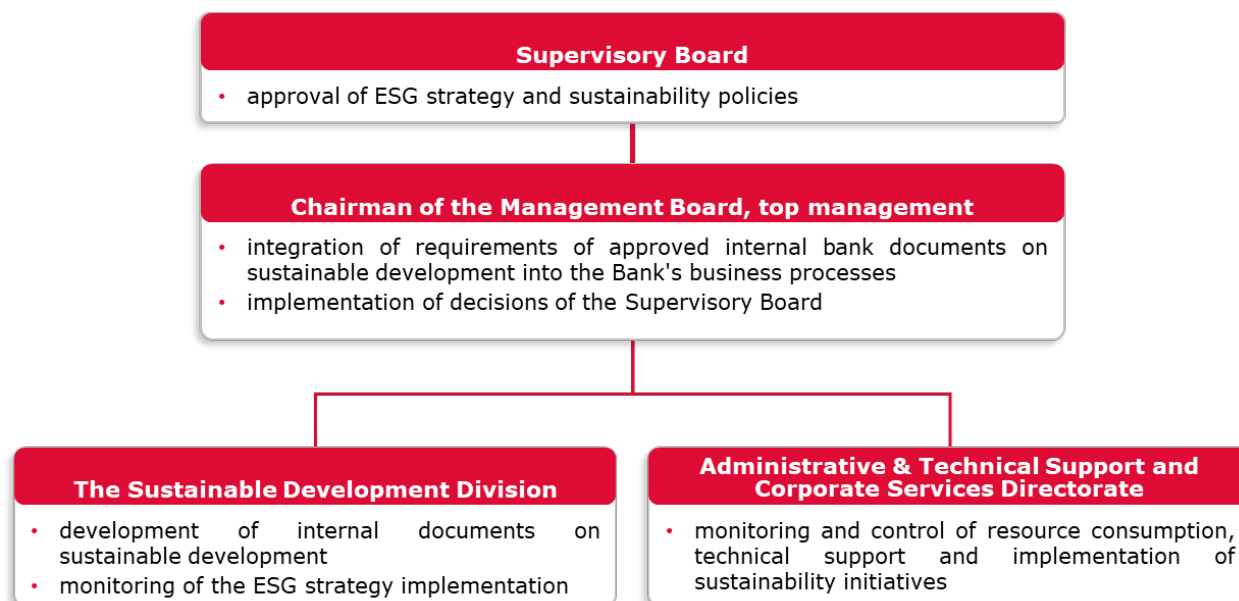 Supervisory Board
• approval of ESG strategy and sustainability policies
Chairman of the Management Board, top management
• integration of requirements of approved internal bank documents on
sustainable development into the Bank's business processes
• implementation of decisions of the Supervisory Board
The Sustainable Development Division
• development of internal documents on
sustainable development
• monitoring of the ESG strategy implementation
Administrative & Technical Support and
Corporate Services Directorate
• monitoring and control of resource consumption,
technical support and implementation of
sustainability initiatives